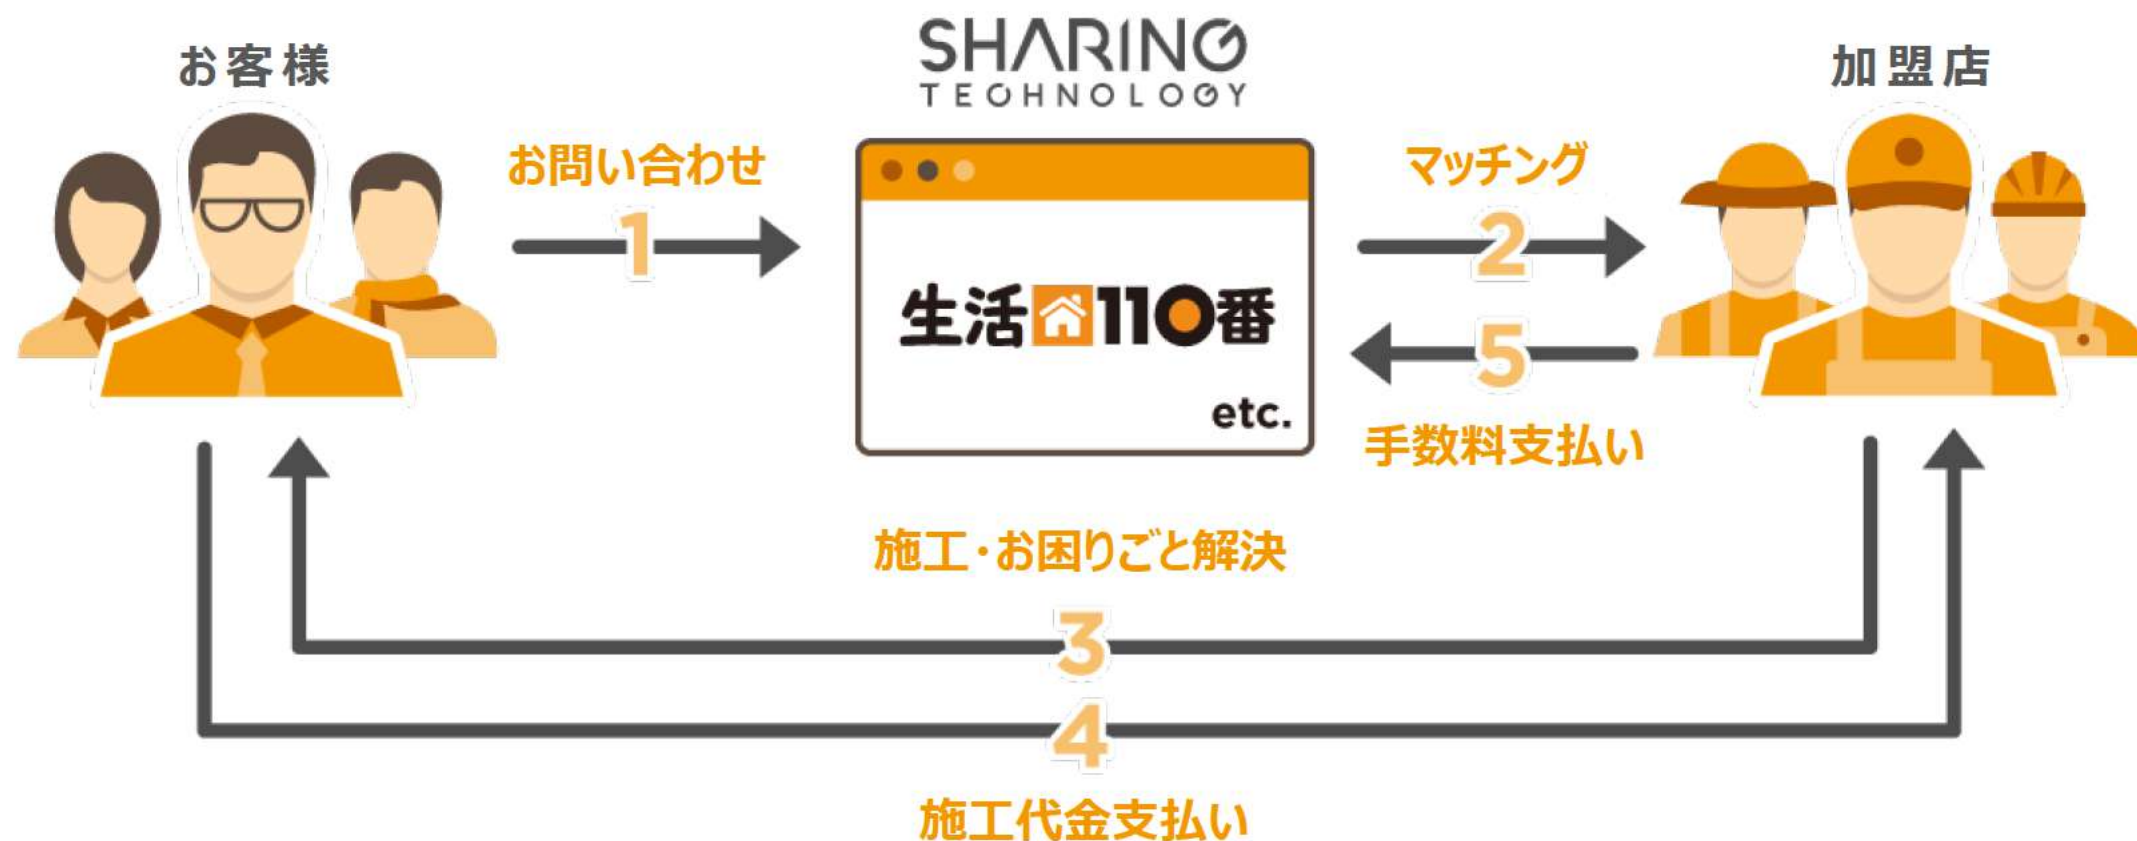 SHARING
TECHNOLOGY
お客様
加盟店
お問い合わせ
1
マッチング
2
生活110番
etc.
5
手数料支払い
施工・お困りごと解決
3
4
施工代金支払い